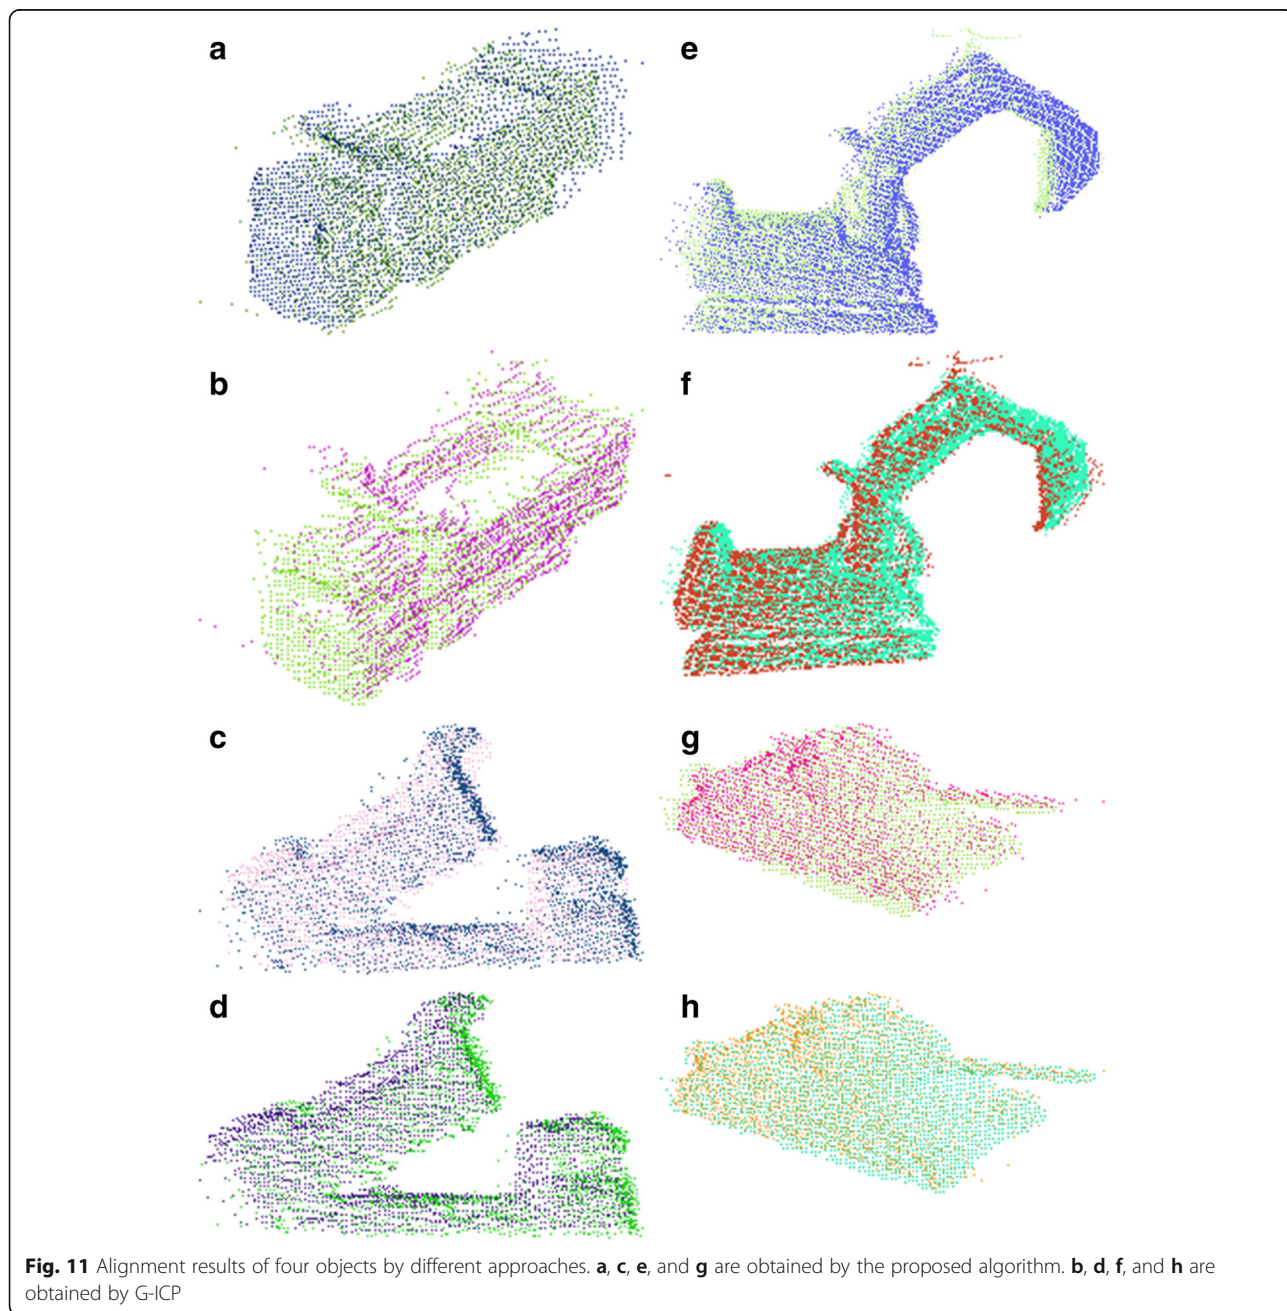 a
e
b
f
c
g
d
h
Fig. 11 Alignment results of four objects by different approaches. a, c, e, and g are obtained by the proposed algorithm. b, d, f, and h are
obtained by G-ICP